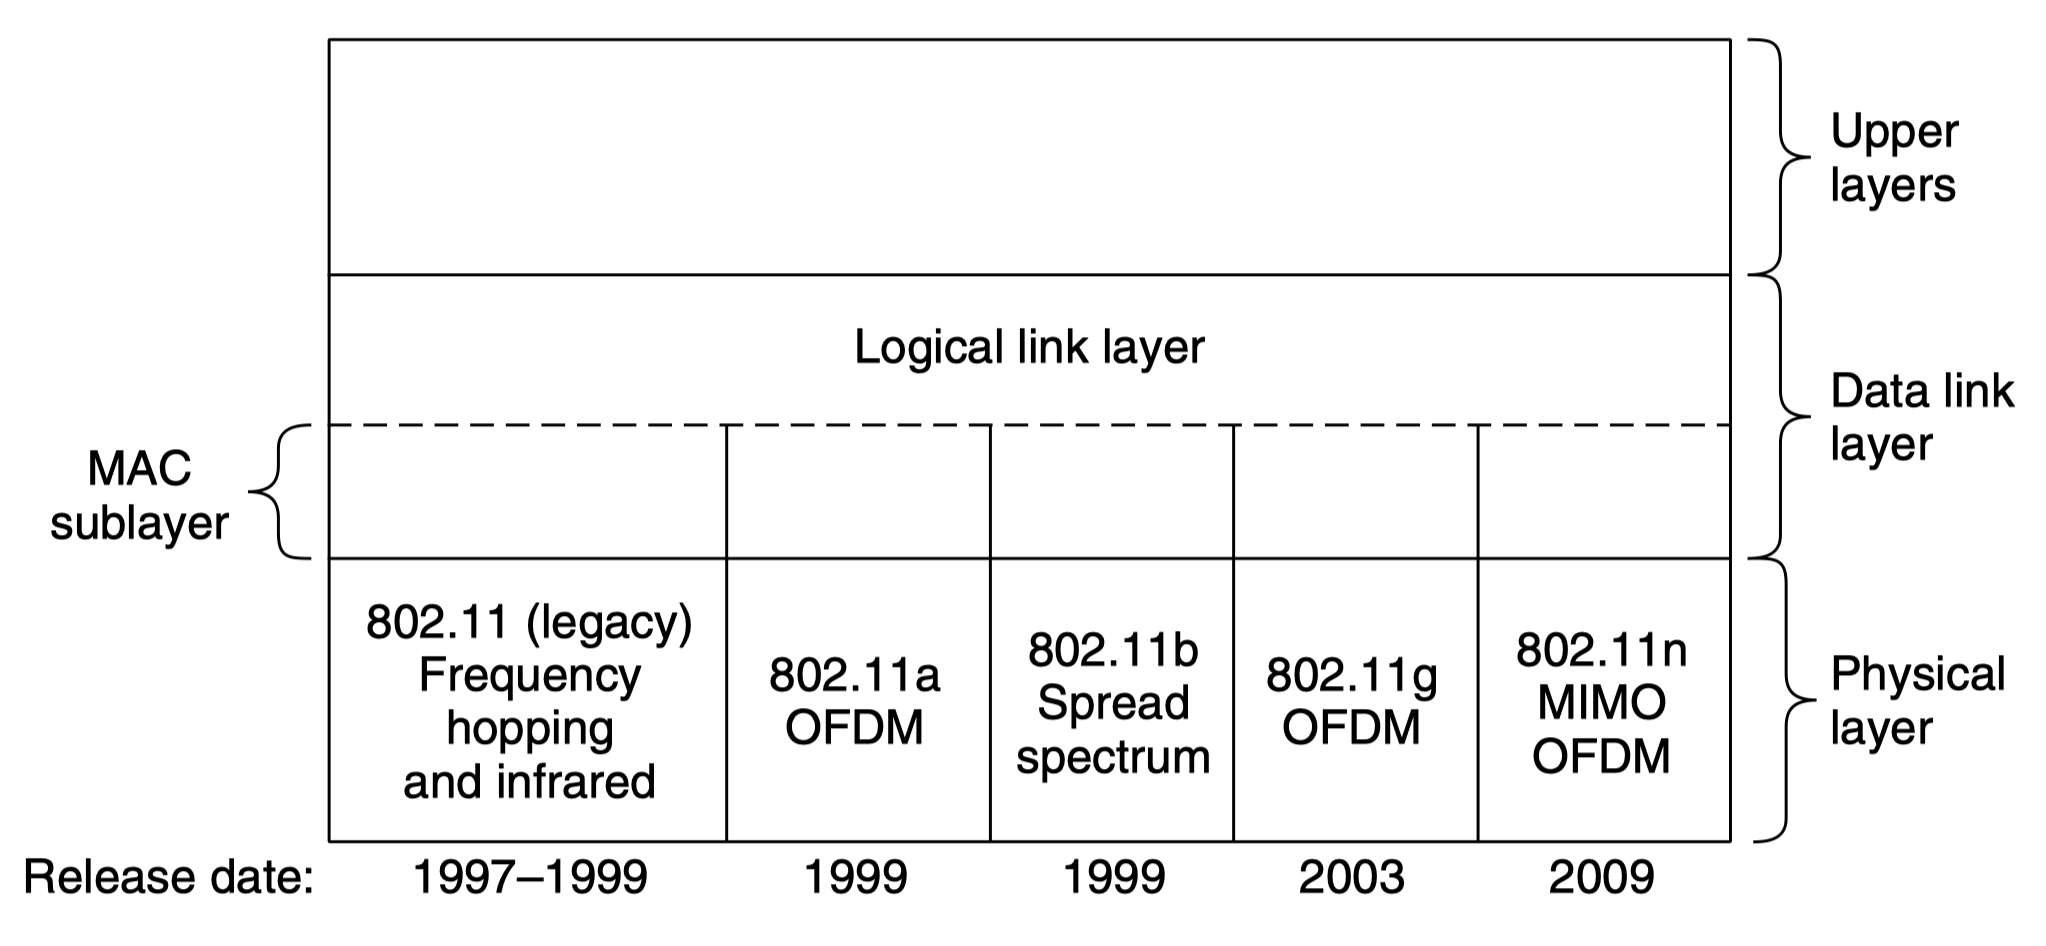 Upper
layers
Logical link layer
Data link
layer
MAC
sublayer
802.11 (legacy)
Frequency
hopping
and infrared
802.11a
OFDM
802.11b
Spread
spectrum
802.11g
OFDM
802.11n
MIMO
OFDM
Physical
layer
Release date: 1997–1999 1999 1999 2003 2009